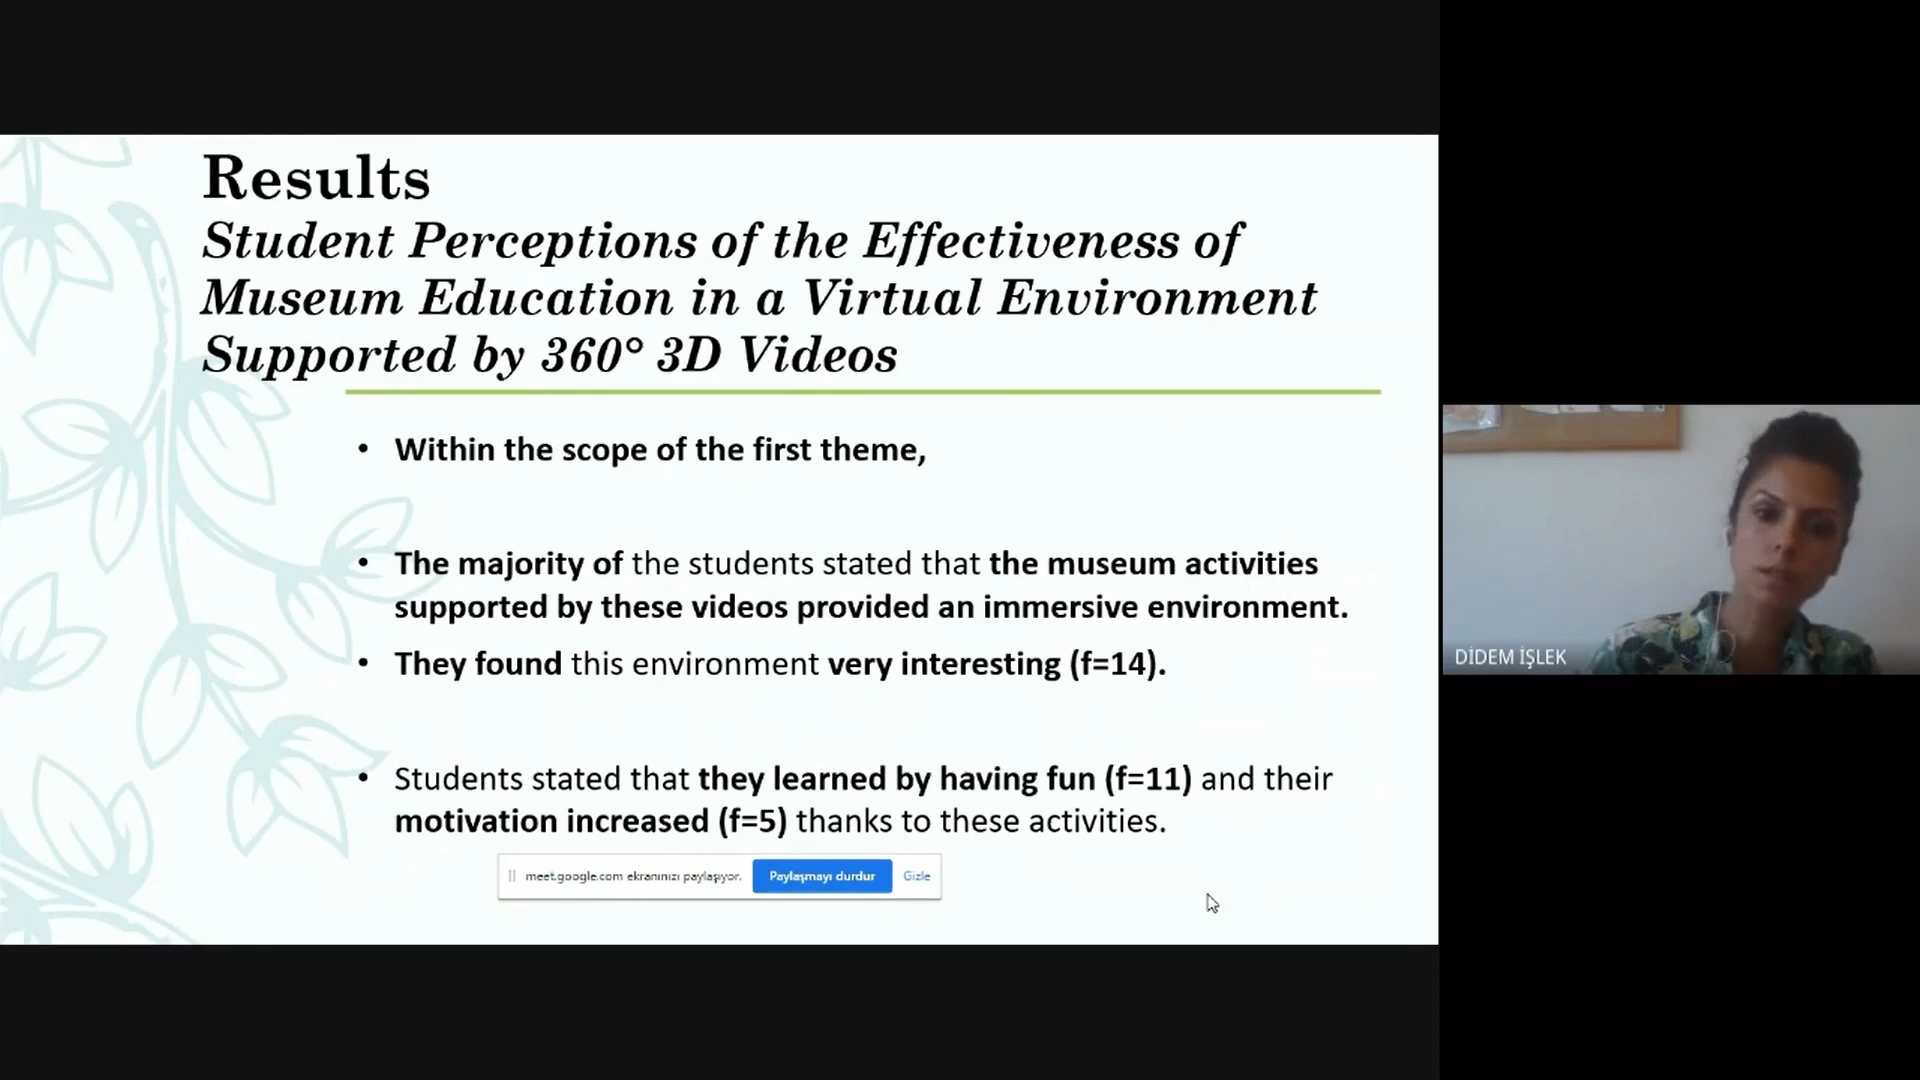 Results
Student Perceptions of the Effectiveness of
Museum Education in a Virtual Environment
Supported by 360° 3D Videos
• Within the scope of the first theme,
• The majority of the students stated that the museum activities
supported by these videos provided an immersive environment.
• They found this environment very interesting (f=14).
• Students stated that they learned by having fun (f=11) and their
motivation increased (f=5) thanks to these activities.
meet.google.com ekranınızı paylaşıyor. Paylaşmayı durdur Gizle
DİDEM İŞLEK